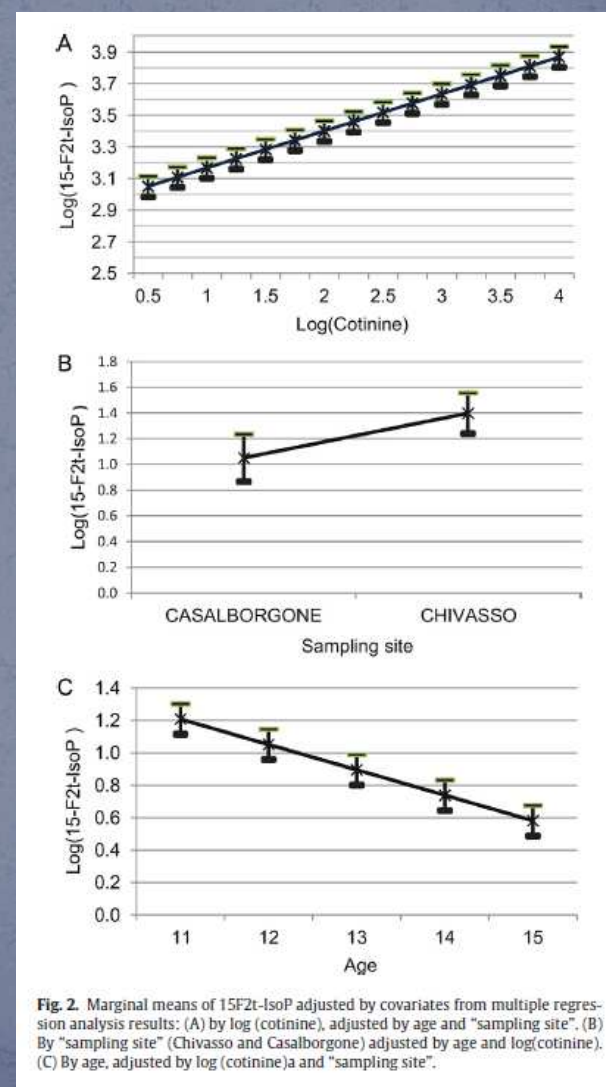 A
3.9
3.7
3.5
3.3
3.1
2.9
2.7
2.5
Log(15-F2t-IsoP )
0.5 1 1.5 2 2.5 3 3.5 4
Log(Cotinine)
B
1.8
1.6
1.4
1.2
1.0
0.8
0.6
0.4
0.2
0.0
Log(15-F2t-IsoP)
CASALBORGONE CHIVASSO
Sampling site
C
1.4
1.2
1.0
0.8
0.6
0.4
0.2
0.0
Log(15-F2t-IsoP )
11 12 13 14 15
Age
Fig. 2. Marginal means of 15F2t-IsoP adjusted by covariates from multiple regres-
sion analysis results: (A) by log (cotinine), adjusted by age and "sampling site". (B)
By "sampling site" (Chivasso and Casalborgone) adjusted by age and log(cotinine).
(C) By age, adjusted by log (cotinine)a and "sampling site".